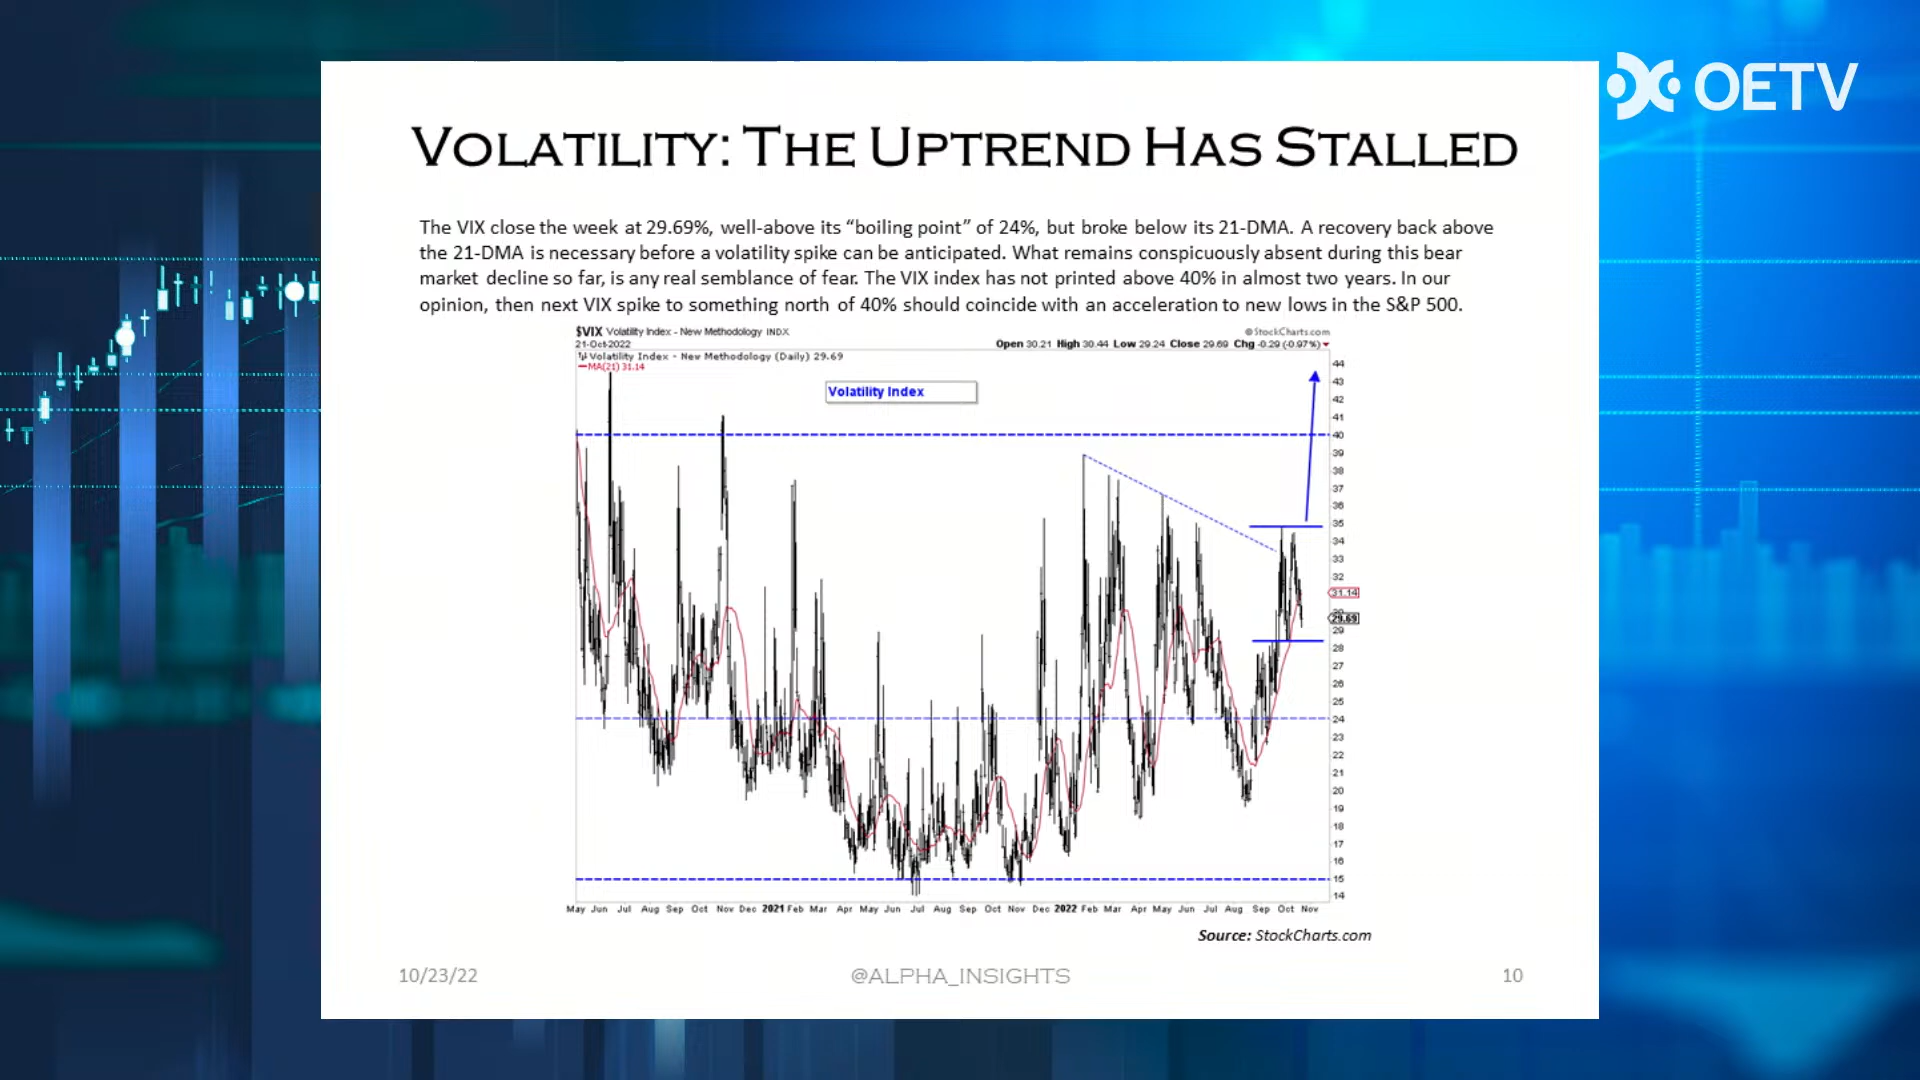 OETV
VOLATILITY: THE UPTREND HAS STALLED
The VIX close the week at 29.69%, well-above its “boiling point” of 24%, but broke below its 21-DMA. A recovery back above
the 21-DMA is necessary before a volatility spike can be anticipated. What remains conspicuously absent during this bear
market decline so far, is any real semblance of fear. The VIX index has not printed above 40% in almost two years. In our
opinion, then next VIX spike to something north of 40% should coincide with an acceleration to new lows in the S&P 500.
$VIX Volatility Index - New Methodology INDX
©StockCharts.com
21-Oct-2022
Open 30.21 High 30.44 Low 29.24 Close 29.69 Chg -0.29 (-0.97%)
Volatility Index - New Methodology (Daily) 29.69
MA(21) 31.14
Volatility Index
44
43
42
41
40
39
38
37
36
35
34
33
32
31.14
29.69
29
28
27
26
25
24
23
22
21
20
19
18
17
16
15
14
May Jun Jul Aug Sep Oct Nov Dec 2021 Feb Mar Apr May Jun Jul Aug Sep Oct Nov Dec 2022 Feb Mar Apr May Jun Jul Aug Sep Oct Nov
Source: StockCharts.com
10/23/22
@ALPHA_INSIGHTS
10